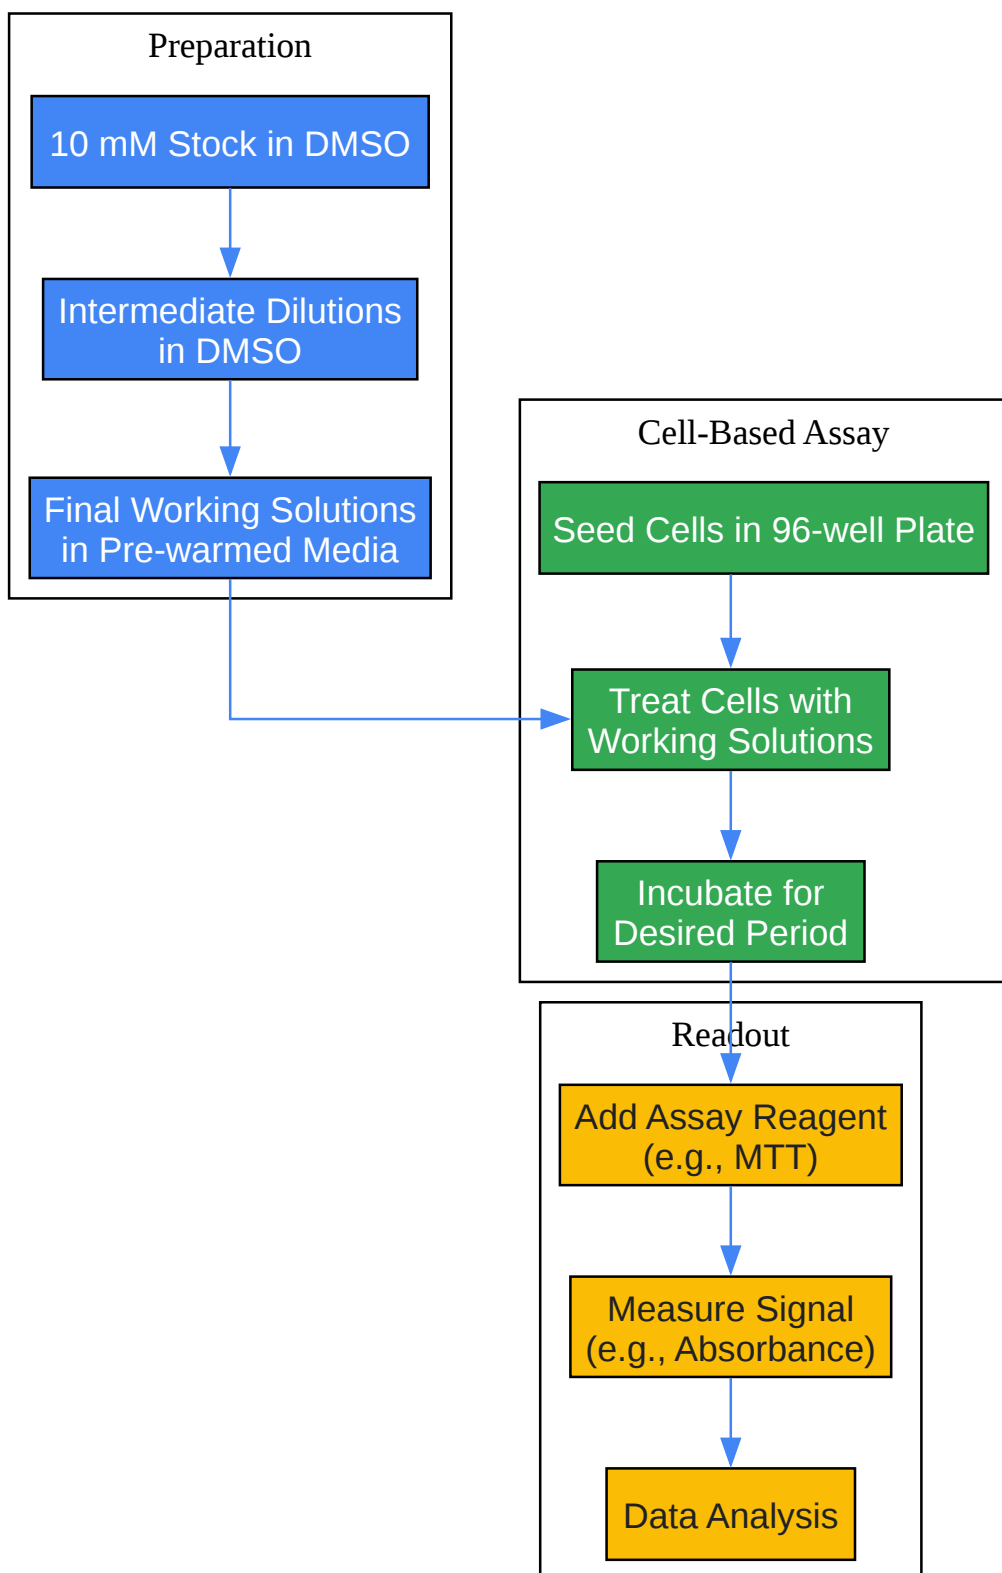 Preparation
10 mM Stock in DMSO
Intermediate Dilutions
in DMSO
Final Working Solutions
in Pre-warmed Media
Cell-Based Assay
Seed Cells in 96-well Plate
Treat Cells with
Working Solutions
Incubate for
Desired Period
Readout
Add Assay Reagent
(e.g., MTT)
Measure Signal
(e.g., Absorbance)
Data Analysis